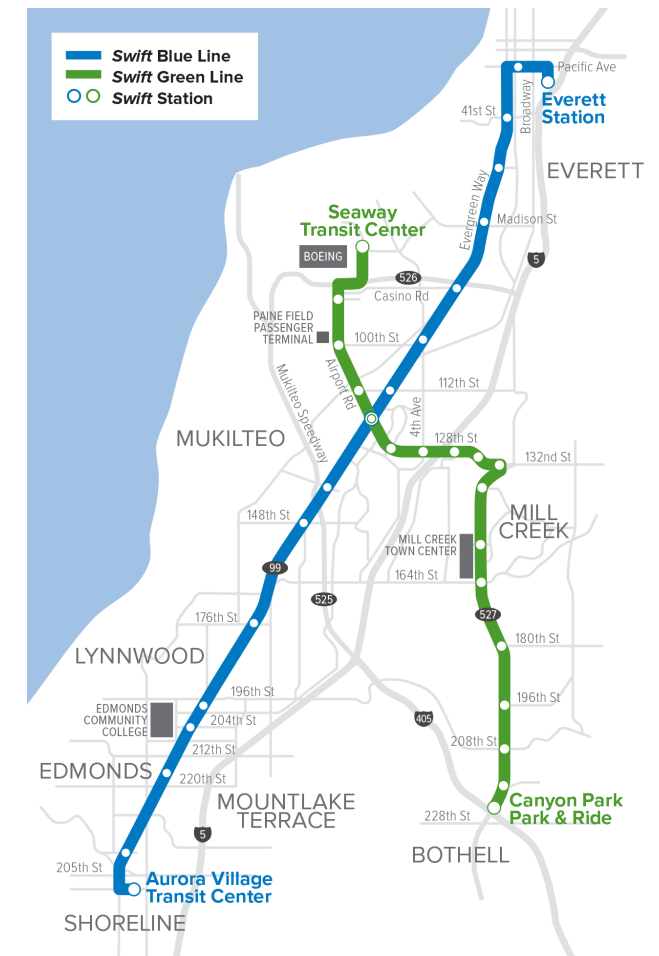 Swift Blue Line
Swift Green Line
Swift Station
Pacific Ave
Everett
Station
Broadway
41st St
EVERETT
Evergreen Way
Madison St
Seaway
Transit Center
BOEING
5
526
Casino Rd
PAINE FIELD
PASSENGER
TERMINAL
100th St
Airport Rd
Mukilteo Speedway
112th St
4th Ave
MUKILTEO
128th St
132nd St
148th St
MILL
CREEK
MILL CREEK
TOWN CENTER
99
164th St
525
527
176th St
180th St
LYNNWOOD
196th St
196th St
EDMONDS
COMMUNITY
COLLEGE
204th St
405
208th St
212th St
EDMONDS
220th St
MOUNTLAKE
TERRACE
Canyon Park
Park & Ride
228th St
5
BOTHELL
205th St
Aurora Village
Transit Center
SHORELINE